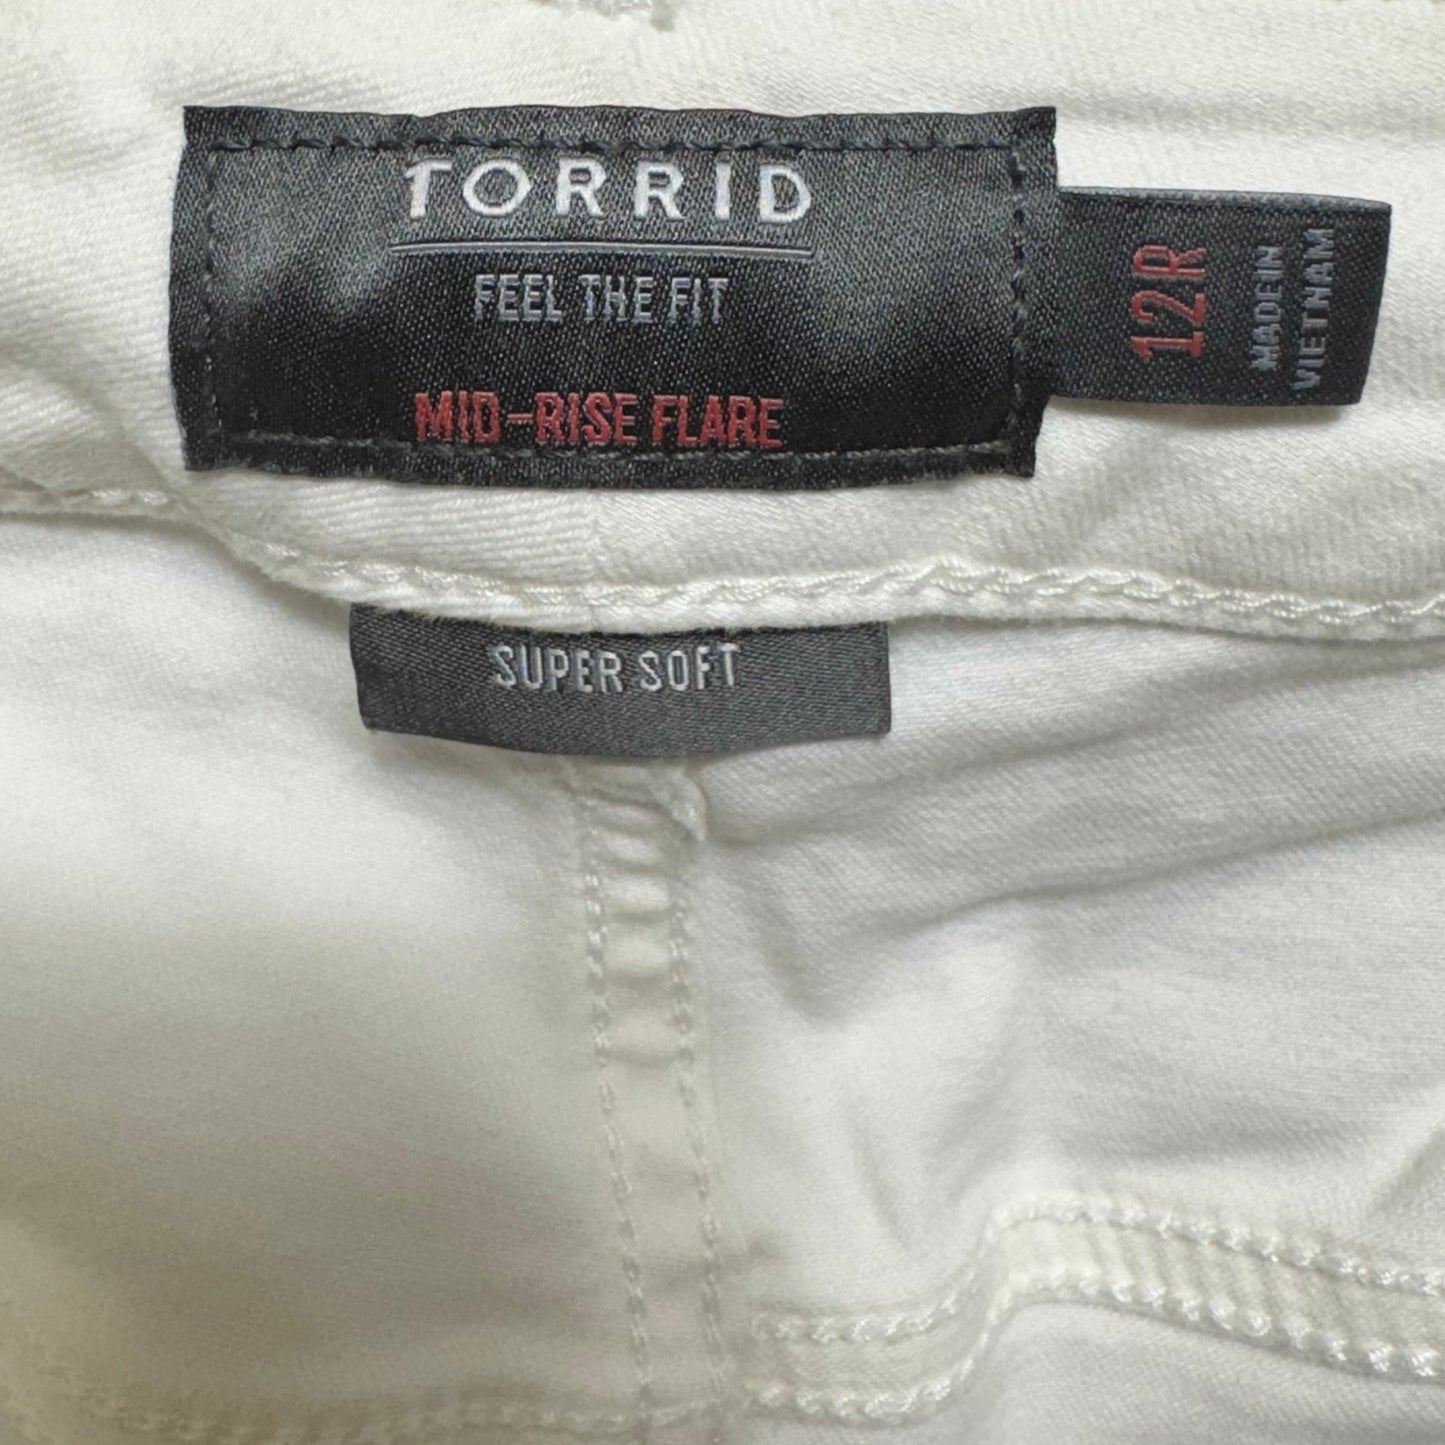 TORRID
FEEL THE FIT
MID-RISE FLARE
12R
MADE IN
VIETNAM
SUPER SOFT